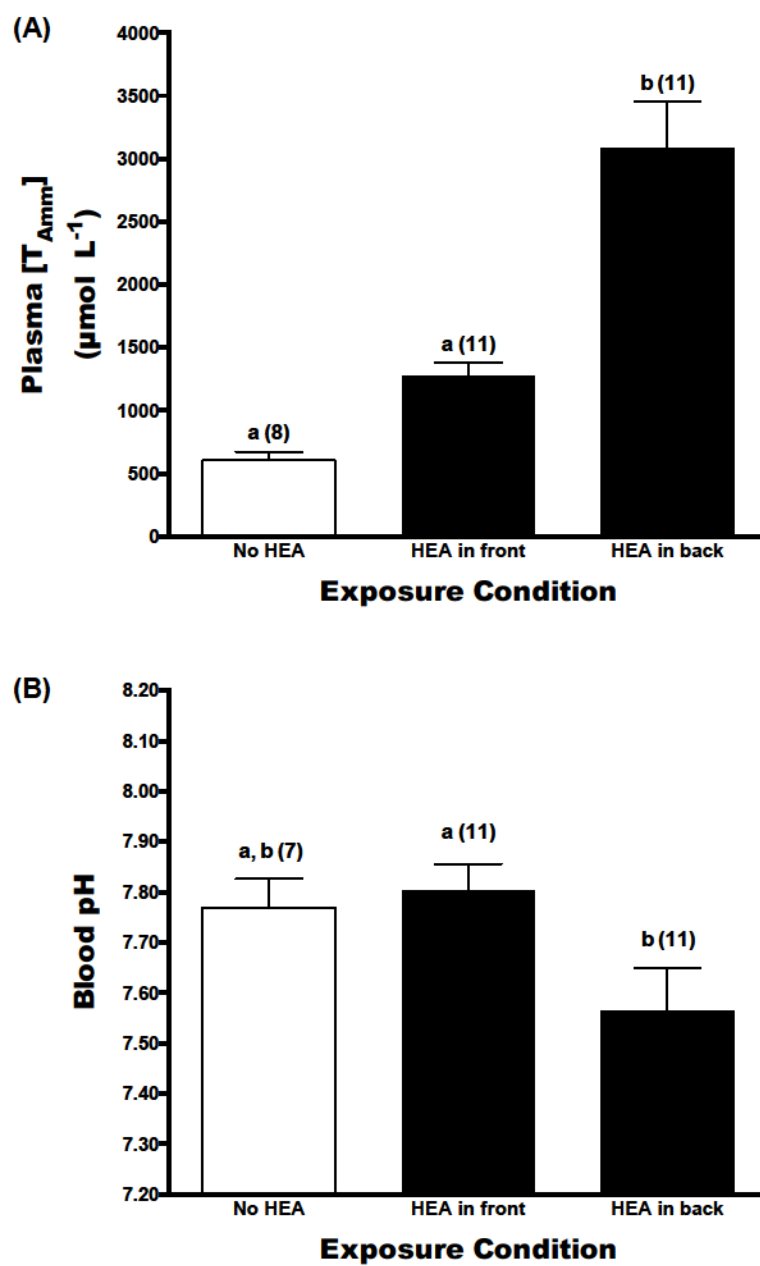 (A)
Plasma [T_Amm]
(µmol L⁻¹)
4000
3500
3000
2500
2000
1500
1000
500
0
a (8)
a (11)
b (11)
No HEA HEA in front HEA in back
Exposure Condition
(B)
Blood pH
8.20
8.10
8.00
7.90
7.80
7.70
7.60
7.50
7.40
7.30
7.20
a, b (7)
a (11)
b (11)
No HEA HEA in front HEA in back
Exposure Condition